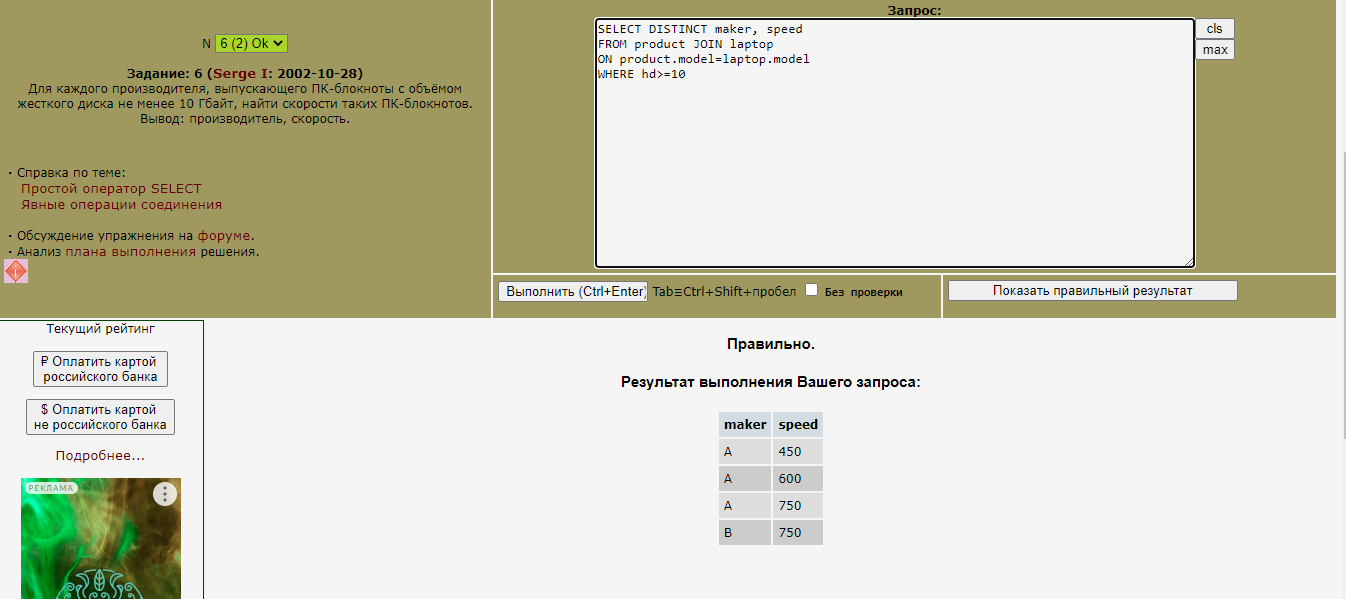 N 6 (2) Ok
Задание: 6 (Serge I: 2002-10-28)
Для каждого производителя, выпускающего ПК-блокноты c объёмом
жесткого диска не менее 10 Гбайт, найти скорости таких ПК-блокнотов.
Вывод: производитель, скорость.
· Справка по теме:
Простой оператор SELECT
Явные операции соединения
· Обсуждение упражнения на форуме.
· Анализ плана выполнения решения.
Запрос:
SELECT DISTINCT maker, speed
FROM product JOIN laptop
ON product.model=laptop.model
WHERE hd>=10
cls
max
Выполнить (Ctrl+Enter) Tab≡Ctrl+Shift+пробел Без проверки
Показать правильный результат
Текущий рейтинг
₽ Оплатить картой
российского банка
$ Оплатить картой
не российского банка
Подробнее...
РЕКЛАМА
Правильно.
Результат выполнения Вашего запроса:
maker speed
A 450
A 600
A 750
B 750